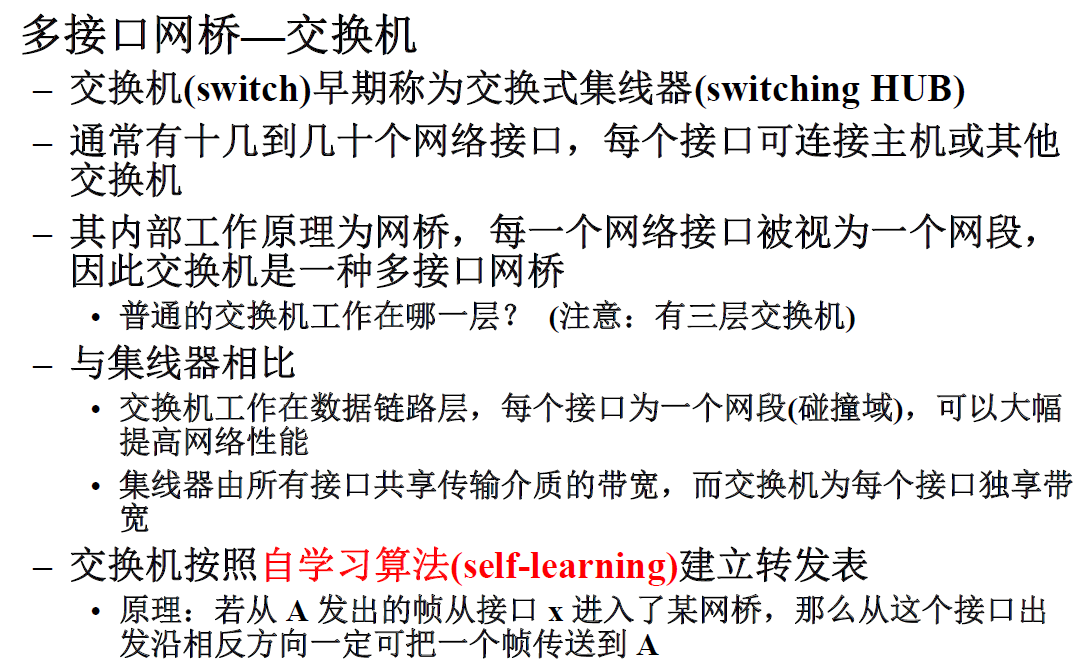 多接口网桥—交换机
– 交换机(switch)早期称为交换式集线器(switching HUB)
– 通常有十几到几十个网络接口，每个接口可连接主机或其他
交换机
– 其内部工作原理为网桥，每一个网络接口被视为一个网段，
因此交换机是一种多接口网桥
• 普通的交换机工作在哪一层？ (注意：有三层交换机)
– 与集线器相比
• 交换机工作在数据链路层，每个接口为一个网段(碰撞域)，可以大幅
提高网络性能
• 集线器由所有接口共享传输介质的带宽，而交换机为每个接口独享带
宽
– 交换机按照自学习算法(self-learning)建立转发表
• 原理：若从 A 发出的帧从接口 x 进入了某网桥，那么从这个接口出
发沿相反方向一定可把一个帧传送到 A